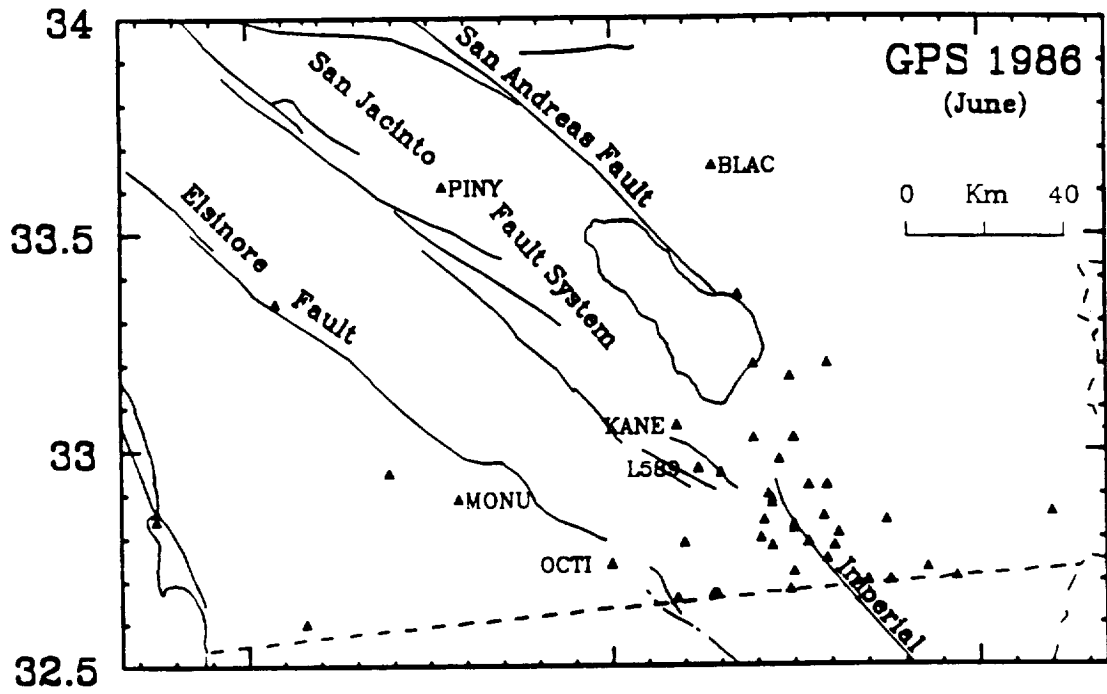 34
San Andreas Fault
GPS 1986
(June)
San Jacinto
Fault System
BLAC
PINY
0 Km 40
33.5
Elsinore
Fault
KANE
33
L589
MONU
OCTI
Imperial
32.5